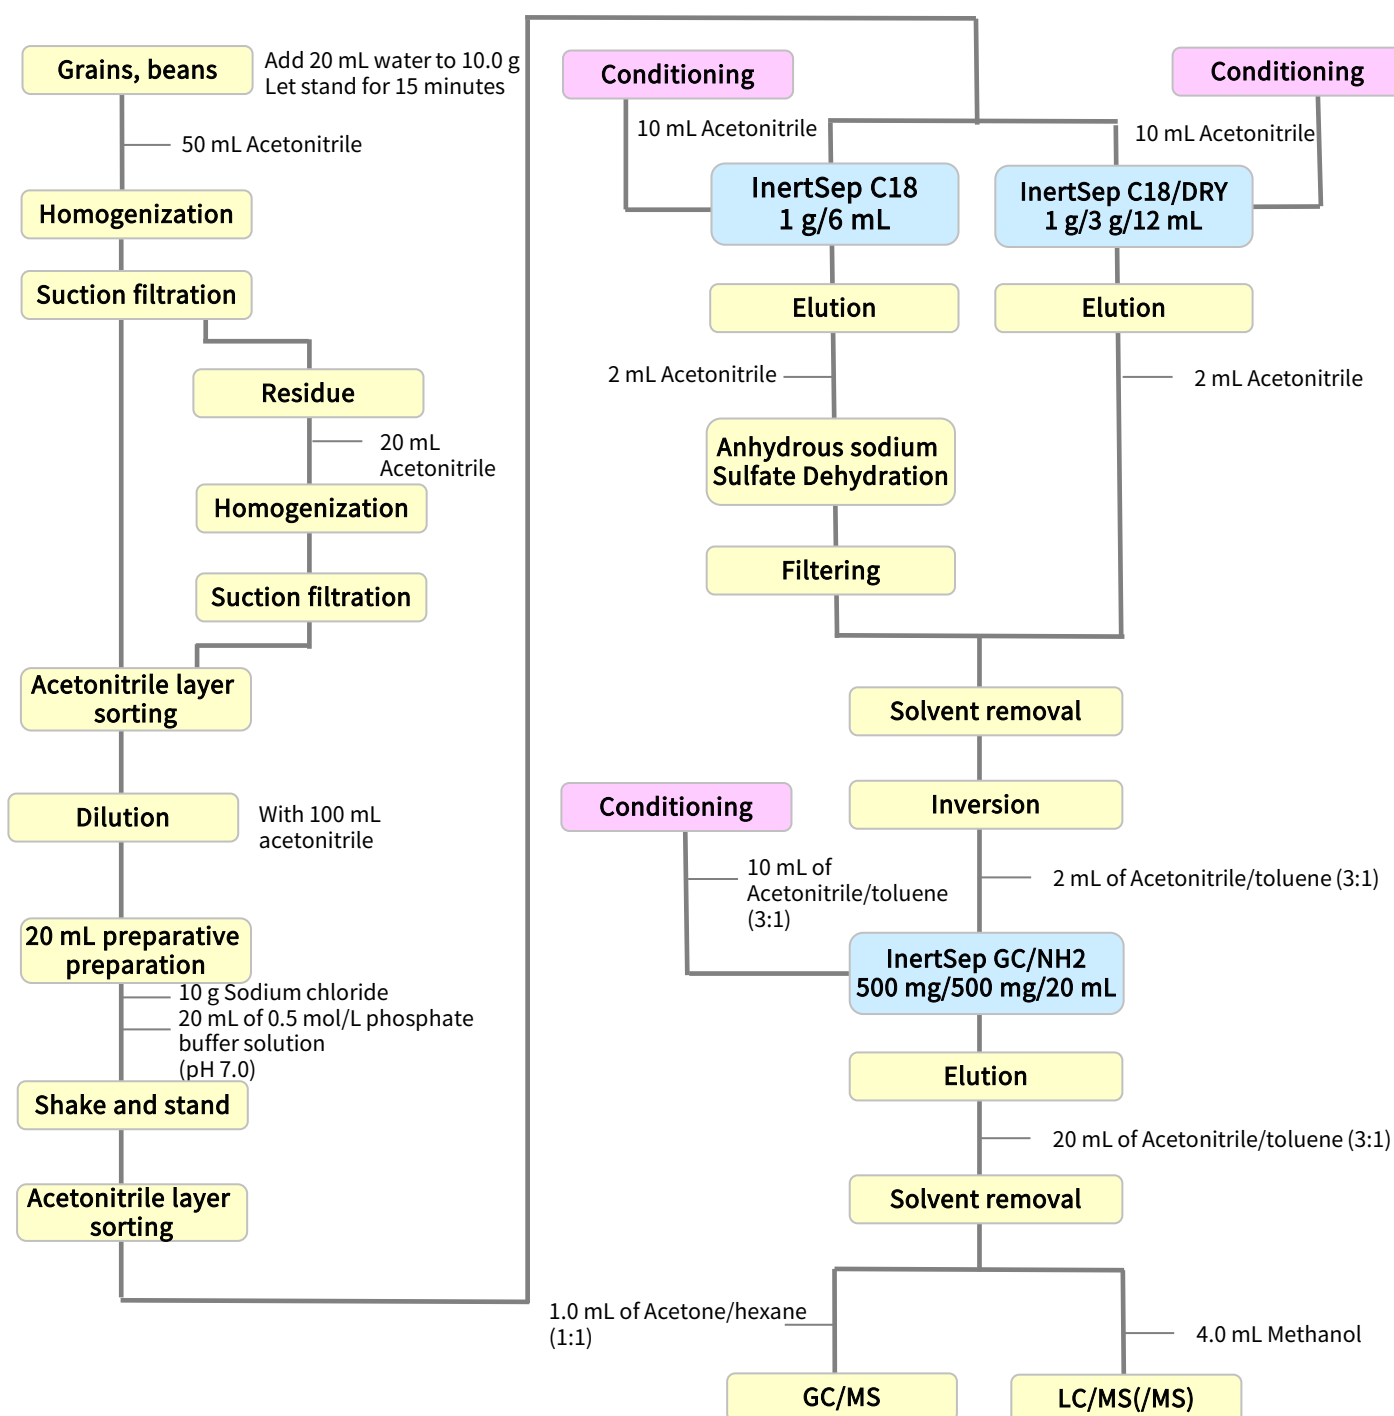 Grains, beans
Add 20 mL water to 10.0 g
Let stand for 15 minutes
50 mL Acetonitrile
Homogenization
Suction filtration
Residue
20 mL
Acetonitrile
Homogenization
Suction filtration
Acetonitrile layer
sorting
Dilution
With 100 mL
acetonitrile
20 mL preparative
preparation
10 g Sodium chloride
20 mL of 0.5 mol/L phosphate
buffer solution
(pH 7.0)
Shake and stand
Acetonitrile layer
sorting
Conditioning
10 mL Acetonitrile
InertSep C18
1 g/6 mL
Elution
2 mL Acetonitrile
Anhydrous sodium
Sulfate Dehydration
Filtering
Conditioning
10 mL Acetonitrile
InertSep C18/DRY
1 g/3 g/12 mL
Elution
2 mL Acetonitrile
Solvent removal
Inversion
2 mL of Acetonitrile/toluene (3:1)
Conditioning
10 mL of
Acetonitrile/toluene
(3:1)
InertSep GC/NH2
500 mg/500 mg/20 mL
Elution
20 mL of Acetonitrile/toluene (3:1)
Solvent removal
1.0 mL of Acetone/hexane
(1:1)
4.0 mL Methanol
GC/MS
LC/MS(/MS)